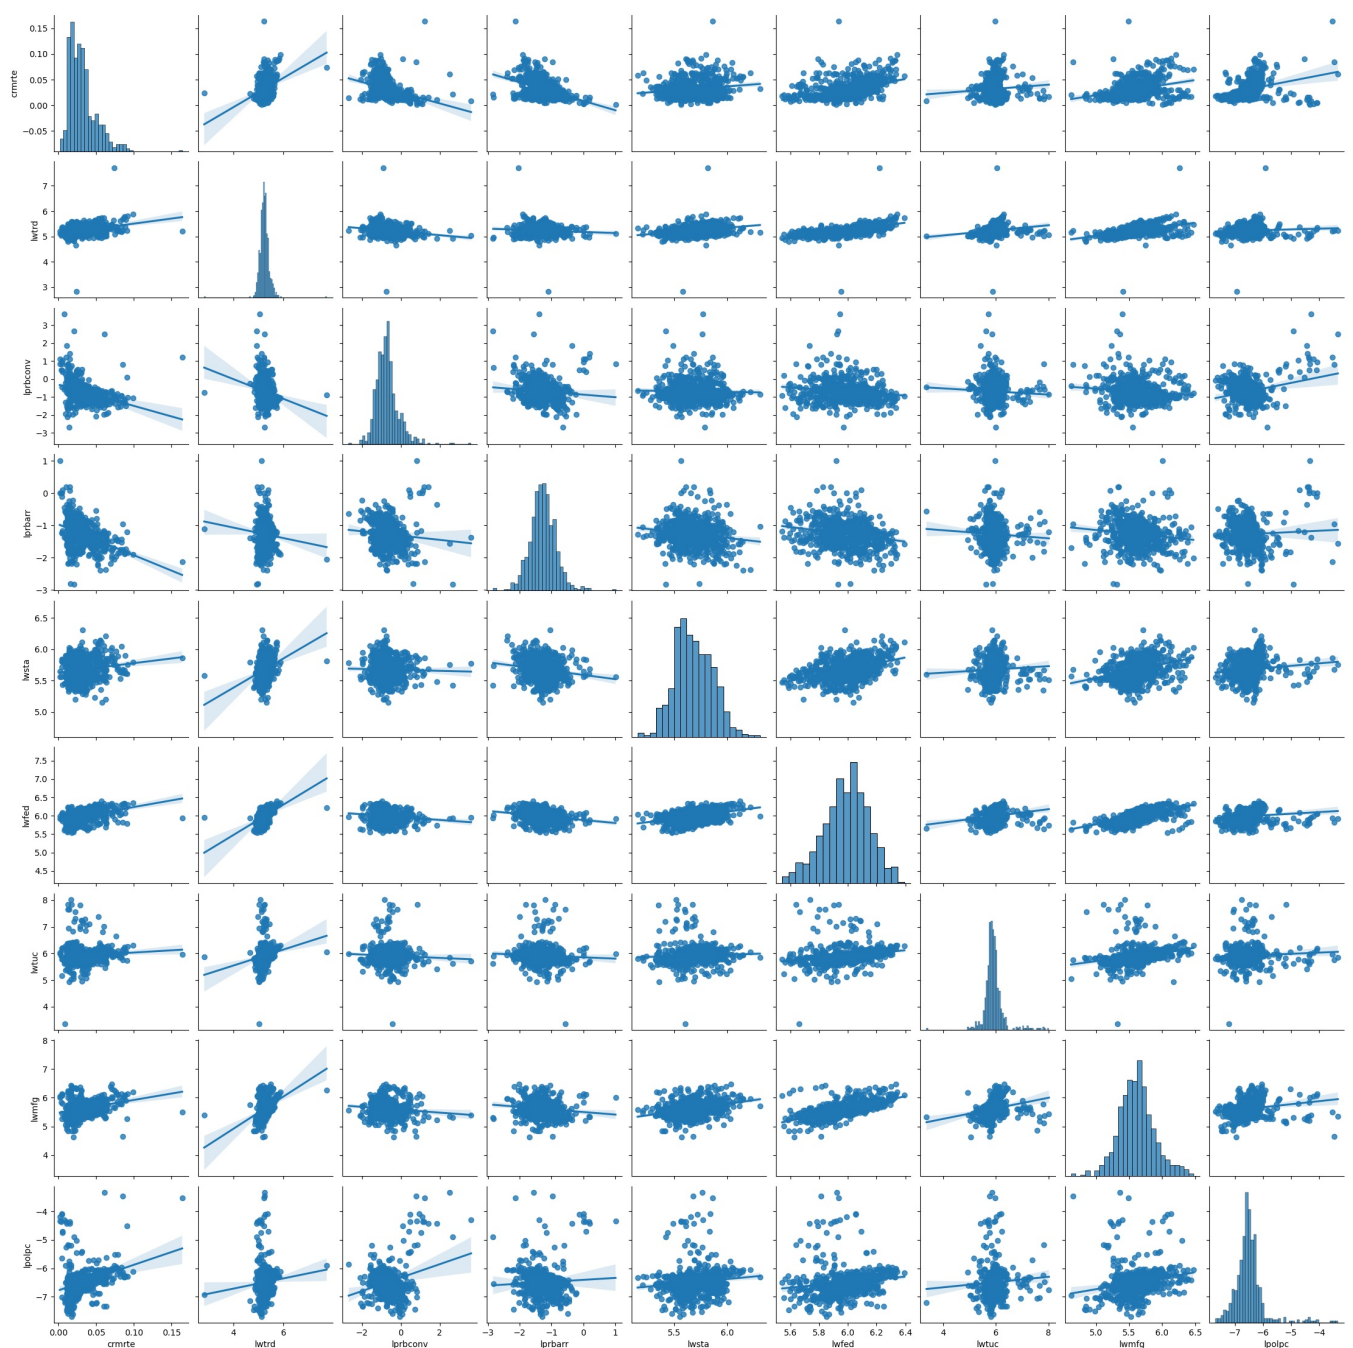 0.15
0.10
0.05
0.00
−0.05
crmrte
7
6
5
4
3
lwtrd
3
2
1
0
−1
−2
−3
lprbconv
1
0
−1
−2
−3
lprbarr
6.5
6.0
5.5
5.0
lwsta
7.5
7.0
6.5
6.0
5.5
5.0
4.5
lwfed
8
7
6
5
4
lwtuc
8
7
6
5
4
lwmfg
−4
−5
−6
−7
lpolpc
0.00 0.05 0.10 0.15
crmrte
4 6
lwtrd
−2 0 2
lprbconv
−3 −2 −1 0 1
lprbarr
5.5 6.0
lwsta
5.6 5.8 6.0 6.2 6.4
lwfed
4 6 8
lwtuc
5.0 5.5 6.0 6.5
lwmfg
−7 −6 −5 −4
lpolpc